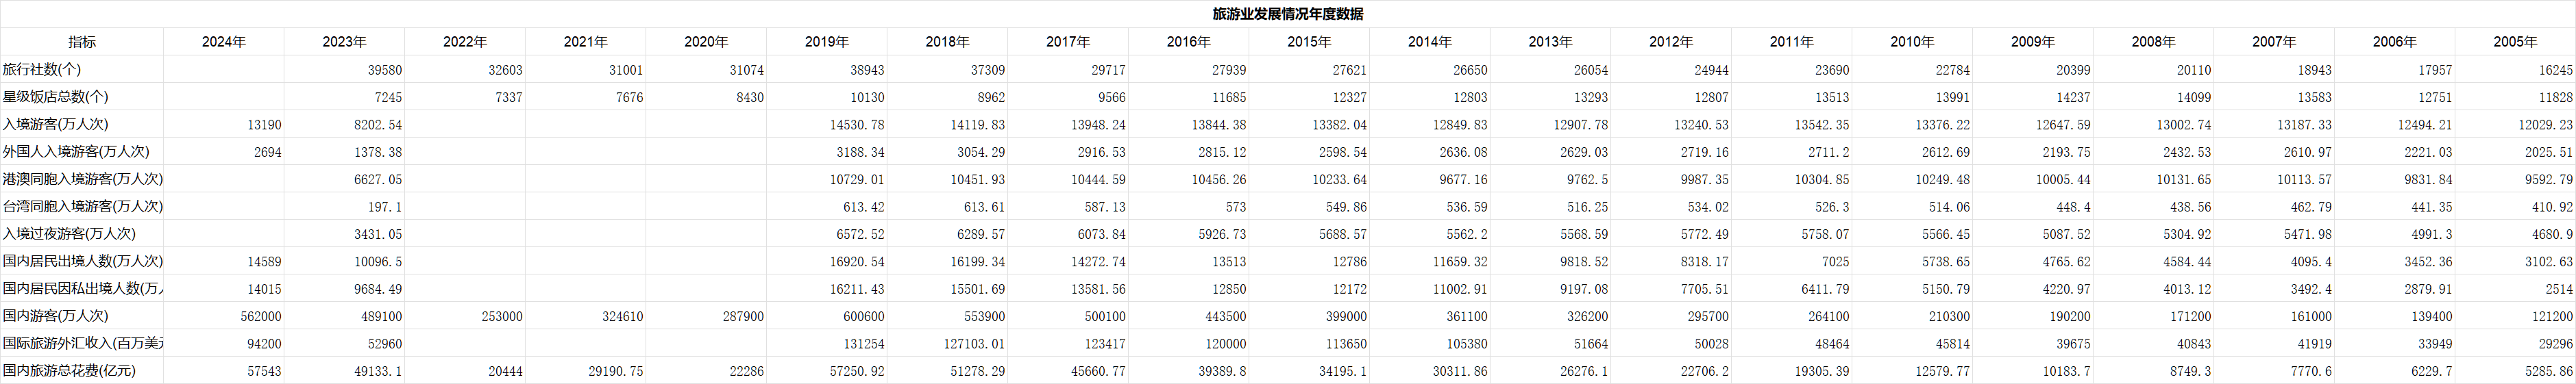 旅游业发展情况年度数据
指标 2024年 2023年 2022年 2021年 2020年 2019年 2018年 2017年 2016年 2015年 2014年 2013年 2012年 2011年 2010年 2009年 2008年 2007年 2006年 2005年
旅行社数(个) 39580 32603 31001 31074 38943 37309 29717 27939 27621 26650 26054 24944 23690 22784 20399 20110 18943 17957 16245
星级饭店总数(个) 7245 7337 7676 8430 10130 8962 9566 11685 12327 12803 13293 12807 13513 13991 14237 14099 13583 12751 11828
入境游客(万人次) 13190 8202.54 14530.78 14119.83 13948.24 13844.38 13382.04 12849.83 12907.78 13240.53 13542.35 13376.22 12647.59 13002.74 13187.33 12494.21 12029.23
外国人入境游客(万人次) 2694 1378.38 3188.34 3054.29 2916.53 2815.12 2598.54 2636.08 2629.03 2719.16 2711.2 2612.69 2193.75 2432.53 2610.97 2221.03 2025.51
港澳同胞入境游客(万人次) 6627.05 10729.01 10451.93 10444.59 10456.26 10233.64 9677.16 9762.5 9987.35 10304.85 10249.48 10005.44 10131.65 10113.57 9831.84 9592.79
台湾同胞入境游客(万人次) 197.1 613.42 613.61 587.13 573 549.86 536.59 516.25 534.02 526.3 514.06 448.4 438.56 462.79 441.35 410.92
入境过夜游客(万人次) 3431.05 6572.52 6289.57 6073.84 5926.73 5688.57 5562.2 5568.59 5772.49 5758.07 5566.45 5087.52 5304.92 5471.98 4991.3 4680.9
国内居民出境人数(万人次) 14589 10096.5 16920.54 16199.34 14272.74 13513 12786 11659.32 9818.52 8318.17 7025 5738.65 4765.62 4584.44 4095.4 3452.36 3102.63
国内居民因私出境人数(万 14015 9684.49 16211.43 15501.69 13581.56 12850 12172 11002.91 9197.08 7705.51 6411.79 5150.79 4220.97 4013.12 3492.4 2879.91 2514
国内游客(万人次) 562000 489100 253000 324610 287900 600600 553900 500100 443500 399000 361100 326200 295700 264100 210300 190200 171200 161000 139400 121200
国际旅游外汇收入(百万美 94200 52960 131254 127103.01 123417 120000 113650 105380 51664 50028 48464 45814 39675 40843 41919 33949 29296
国内旅游总花费(亿元) 57543 49133.1 20444 29190.75 22286 57250.92 51278.29 45660.77 39389.8 34195.1 30311.86 26276.1 22706.2 19305.39 12579.77 10183.7 8749.3 7770.6 6229.7 5285.86